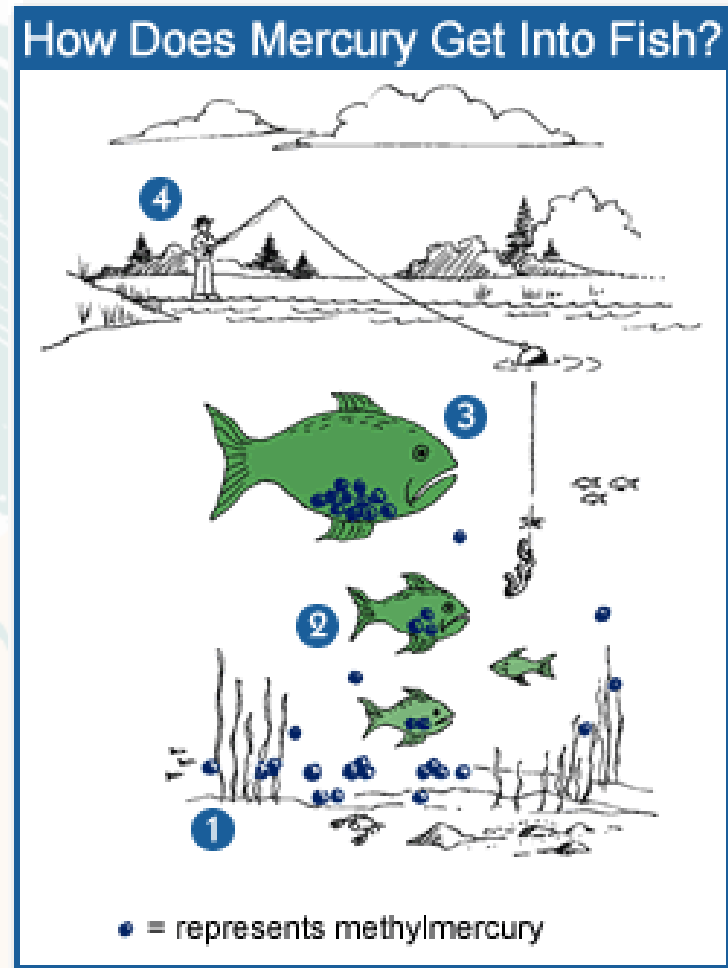 How Does Mercury Get Into Fish?
4
3
2
1
= represents methylmercury